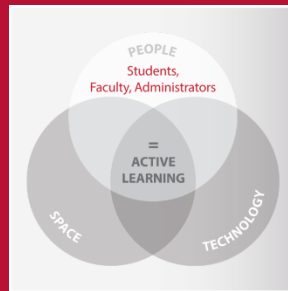 PEOPLE
Students,
Faculty, Administrators
=
ACTIVE
LEARNING
SPACE
TECHNOLOGY